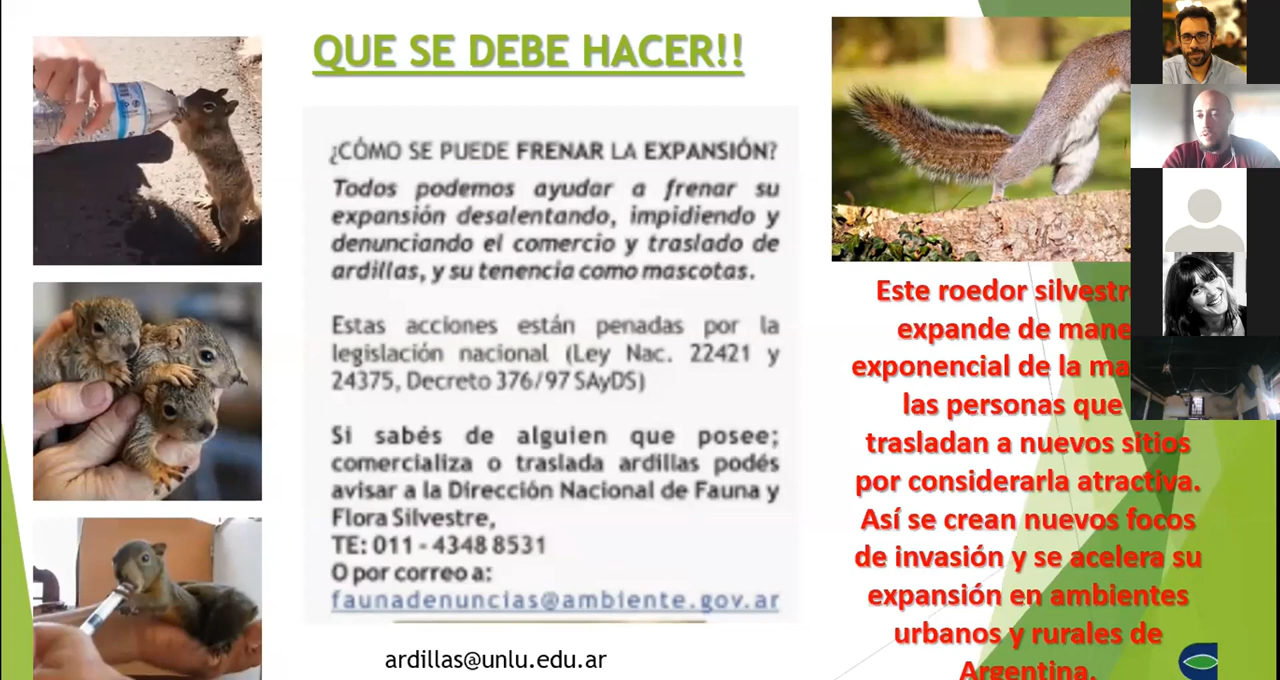 QUE SE DEBE HACER!!
¿CÓMO SE PUEDE FRENAR LA EXPANSIÓN?
Todos podemos ayudar a frenar su
expansión desalentando, impidiendo y
denunciando el comercio y traslado de
ardillas, y su tenencia como mascotas.
Estas acciones están penadas por la
legislación nacional (Ley Nac. 22421 y
24375, Decreto 376/97 SAyDS)
Si sabés de alguien que posee;
comercializa o traslada ardillas podés
avisar a la Dirección Nacional de Fauna y
Flora Silvestre,
TE: 011 - 4348 8531
O por correo a:
faunadenuncias@ambiente.gov.ar
ardillas@unlu.edu.ar
Este roedor silvestr
expande de mane
exponencial de la ma
las personas que
trasladan a nuevos sitios
por considerarla atractiva.
Así se crean nuevos focos
de invasión y se acelera su
expansión en ambientes
urbanos y rurales de
Argentina.